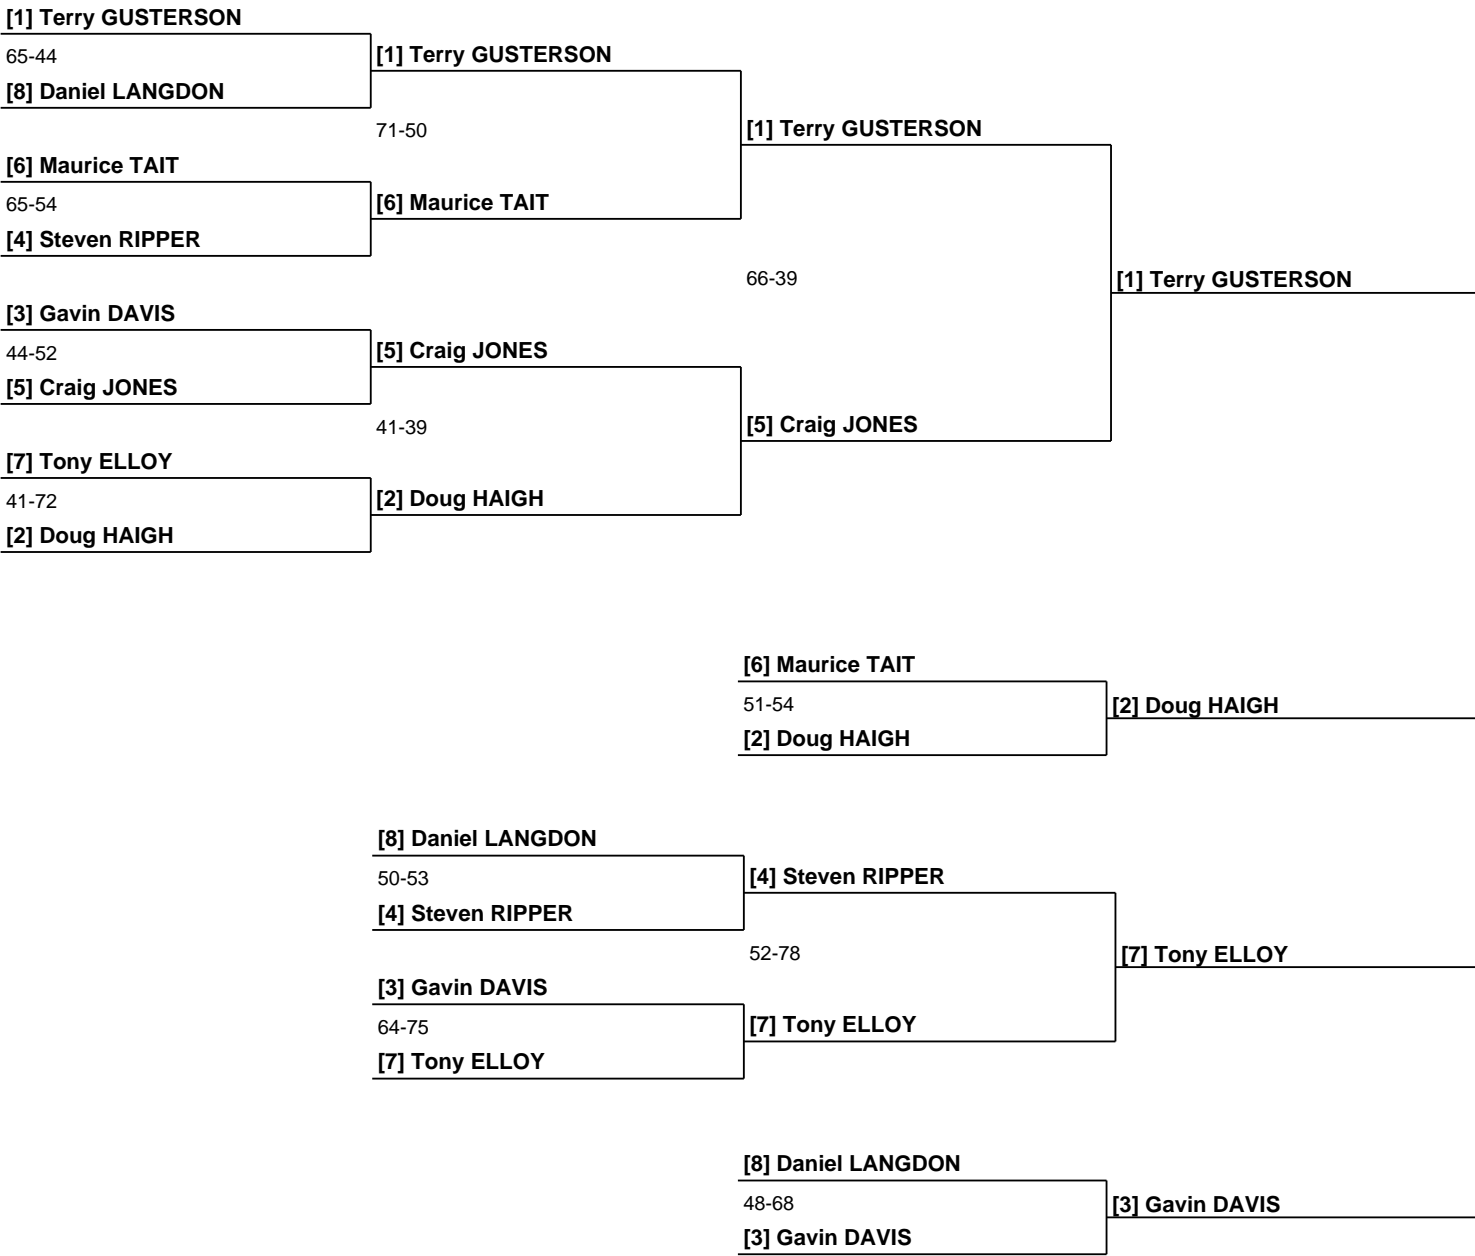 [1] Terry GUSTERSON
65-44
[1] Terry GUSTERSON
[8] Daniel LANGDON
71-50
[1] Terry GUSTERSON
[6] Maurice TAIT
65-54
[6] Maurice TAIT
[4] Steven RIPPER
66-39
[1] Terry GUSTERSON
[3] Gavin DAVIS
44-52
[5] Craig JONES
[5] Craig JONES
41-39
[5] Craig JONES
[7] Tony ELLOY
41-72
[2] Doug HAIGH
[2] Doug HAIGH
[6] Maurice TAIT
51-54
[2] Doug HAIGH
[2] Doug HAIGH
[8] Daniel LANGDON
50-53
[4] Steven RIPPER
[4] Steven RIPPER
52-78
[7] Tony ELLOY
[3] Gavin DAVIS
64-75
[7] Tony ELLOY
[7] Tony ELLOY
[8] Daniel LANGDON
48-68
[3] Gavin DAVIS
[3] Gavin DAVIS